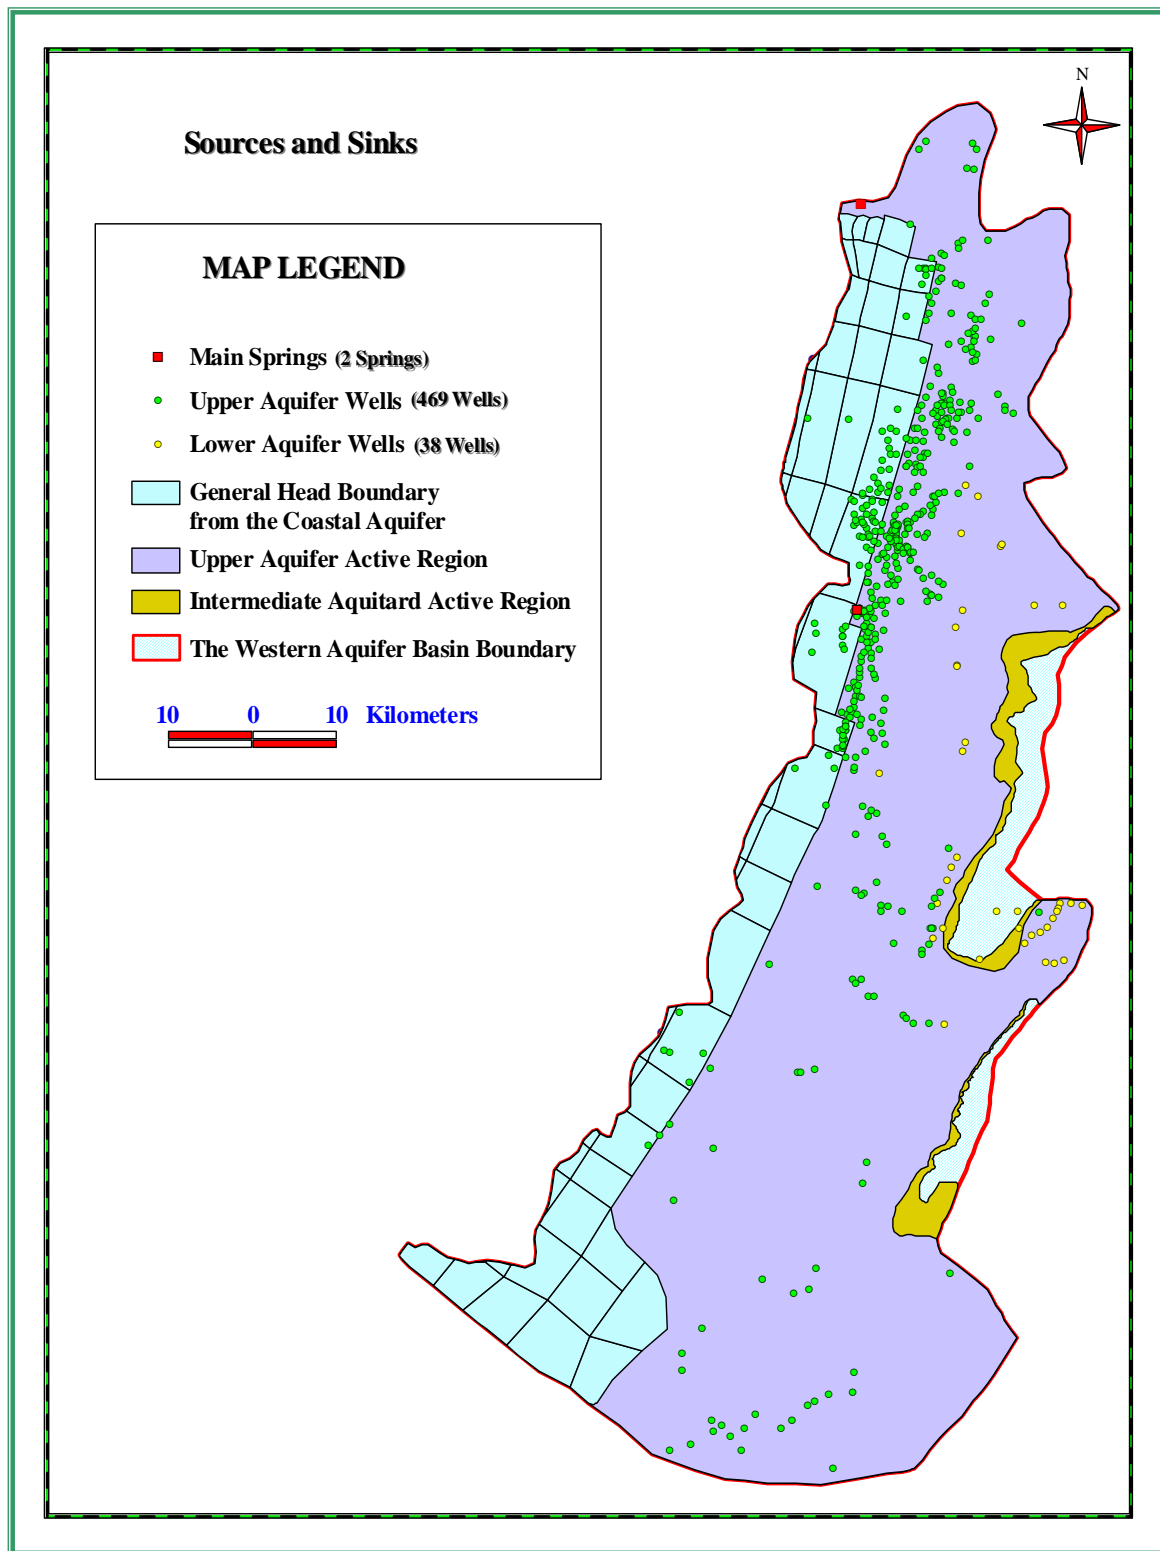 N
Sources and Sinks
MAP LEGEND
Main Springs (2 Springs)
Upper Aquifer Wells (469 Wells)
Lower Aquifer Wells (38 Wells)
General Head Boundary
from the Coastal Aquifer
Upper Aquifer Active Region
Intermediate Aquitard Active Region
The Western Aquifer Basin Boundary
10 0 10 Kilometers